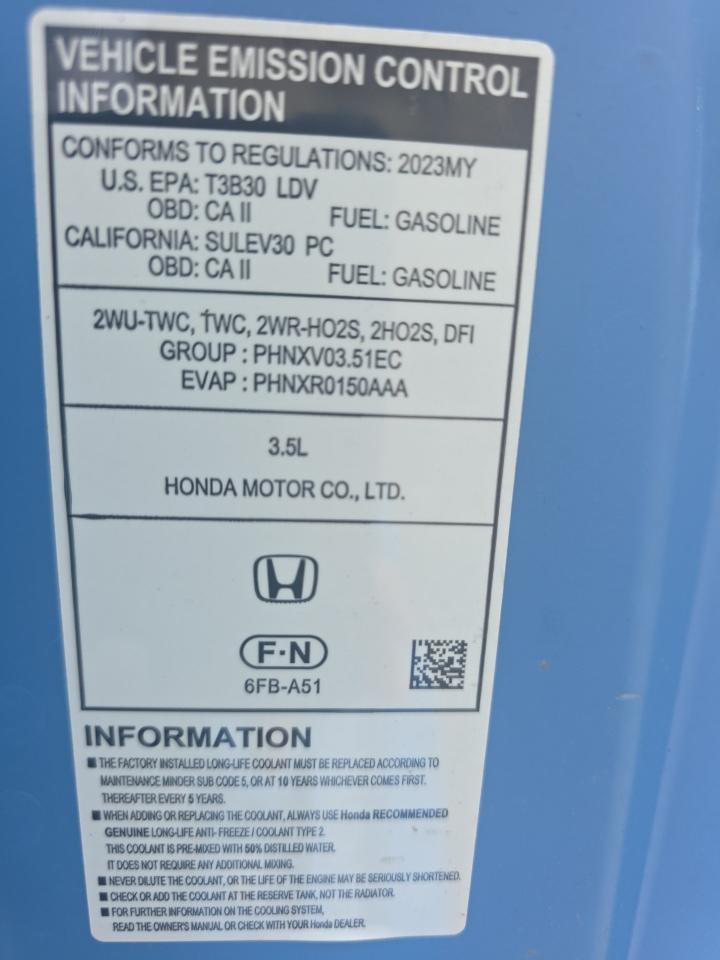 VEHICLE EMISSION CONTROL
INFORMATION
CONFORMS TO REGULATIONS: 2023MY
U.S. EPA: T3B30 LDV
OBD: CA II FUEL: GASOLINE
CALIFORNIA: SULEV30 PC
OBD: CA II FUEL: GASOLINE
2WU-TWC, TWC, 2WR-HO2S, 2HO2S, DFI
GROUP : PHNXV03.51EC
EVAP : PHNXR0150AAA
3.5L
HONDA MOTOR CO., LTD.
F·N
6FB-A51
INFORMATION
■ THE FACTORY INSTALLED LONG-LIFE COOLANT MUST BE REPLACED ACCORDING TO
MAINTENANCE MINDER SUB CODE 5, OR AT 10 YEARS WHICHEVER COMES FIRST.
THEREAFTER EVERY 5 YEARS.
■ WHEN ADDING OR REPLACING THE COOLANT, ALWAYS USE Honda RECOMMENDED
GENUINE LONG-LIFE ANTI- FREEZE / COOLANT TYPE 2.
THIS COOLANT IS PRE-MIXED WITH 50% DISTILLED WATER.
IT DOES NOT REQUIRE ANY ADDITIONAL MIXING.
■ NEVER DILUTE THE COOLANT, OR THE LIFE OF THE ENGINE MAY BE SERIOUSLY SHORTENED.
■ CHECK OR ADD THE COOLANT AT THE RESERVE TANK, NOT THE RADIATOR.
■ FOR FURTHER INFORMATION ON THE COOLING SYSTEM,
READ THE OWNER'S MANUAL OR CHECK WITH YOUR Honda DEALER.